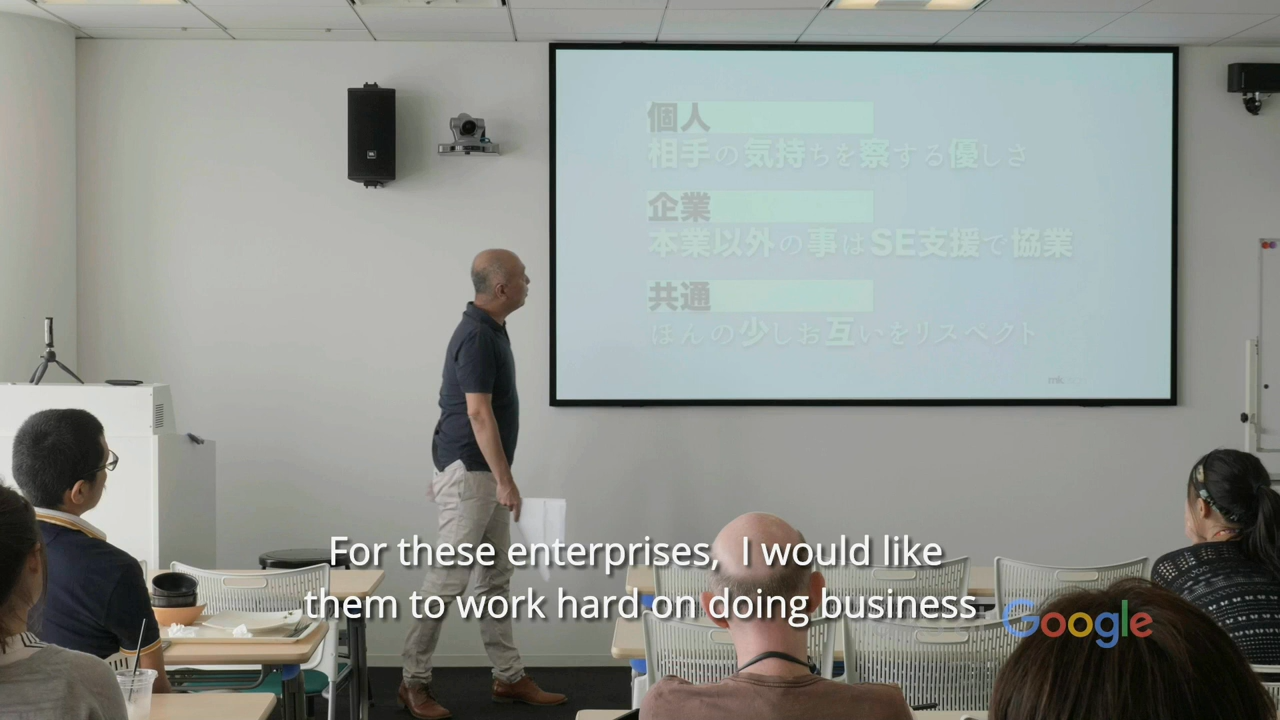 個人
相手の気持ちを察する優しさ
企業
本業以外の事はSE支援で協業
共通
ほんの少しお互いをリスペクト
For these enterprises, I would like
them to work hard on doing business
Google